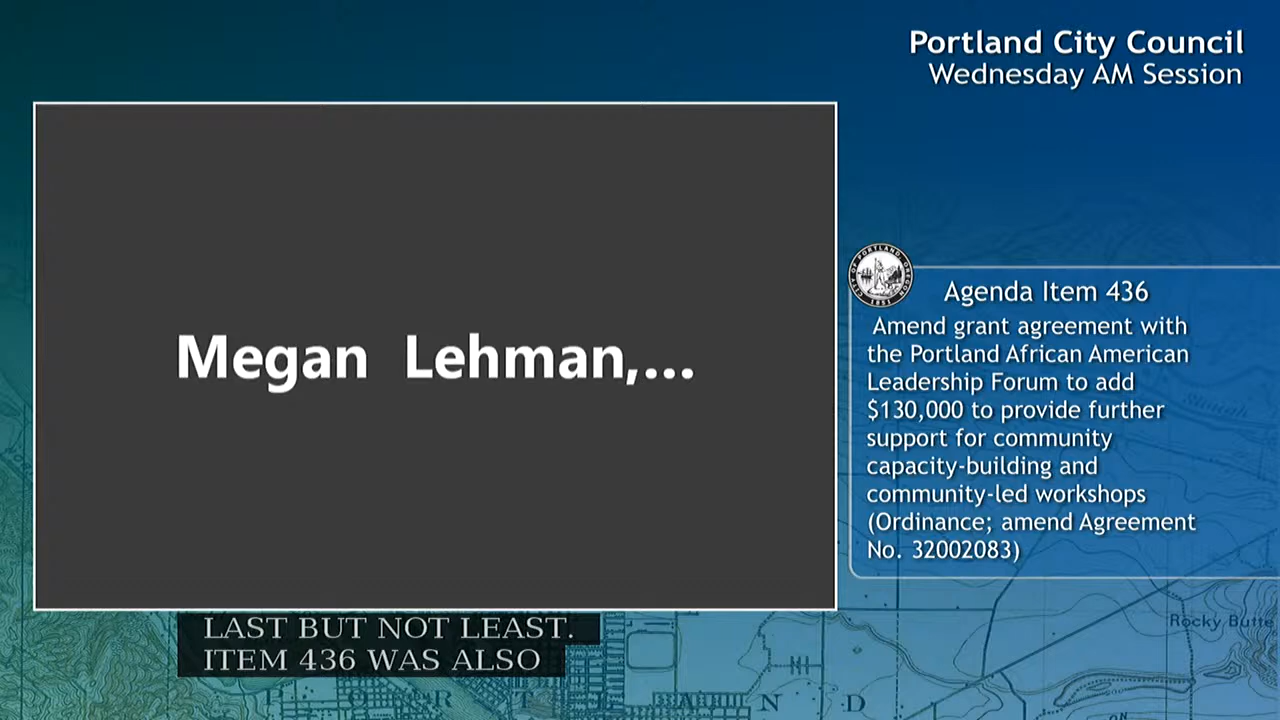 Portland City Council
Wednesday AM Session
Megan Lehman,...
Agenda Item 436
Amend grant agreement with
the Portland African American
Leadership Forum to add
$130,000 to provide further
support for community
capacity-building and
community-led workshops
(Ordinance; amend Agreement
No. 32002083)
LAST BUT NOT LEAST.
ITEM 436 WAS ALSO
Rocky Butte
P O R T L A N D